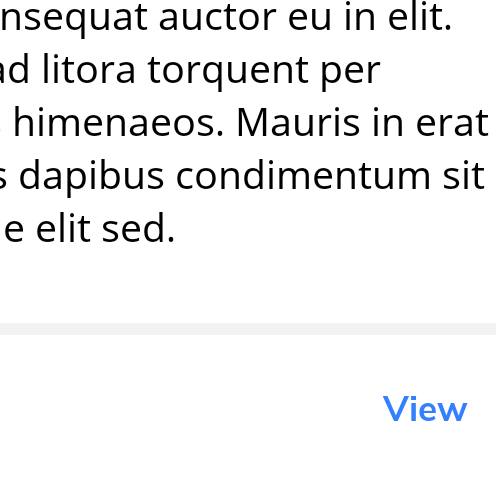 nsequat auctor eu in elit.
ad litora torquent per
himenaeos. Mauris in erat
dapibus condimentum sit
e elit sed.
View